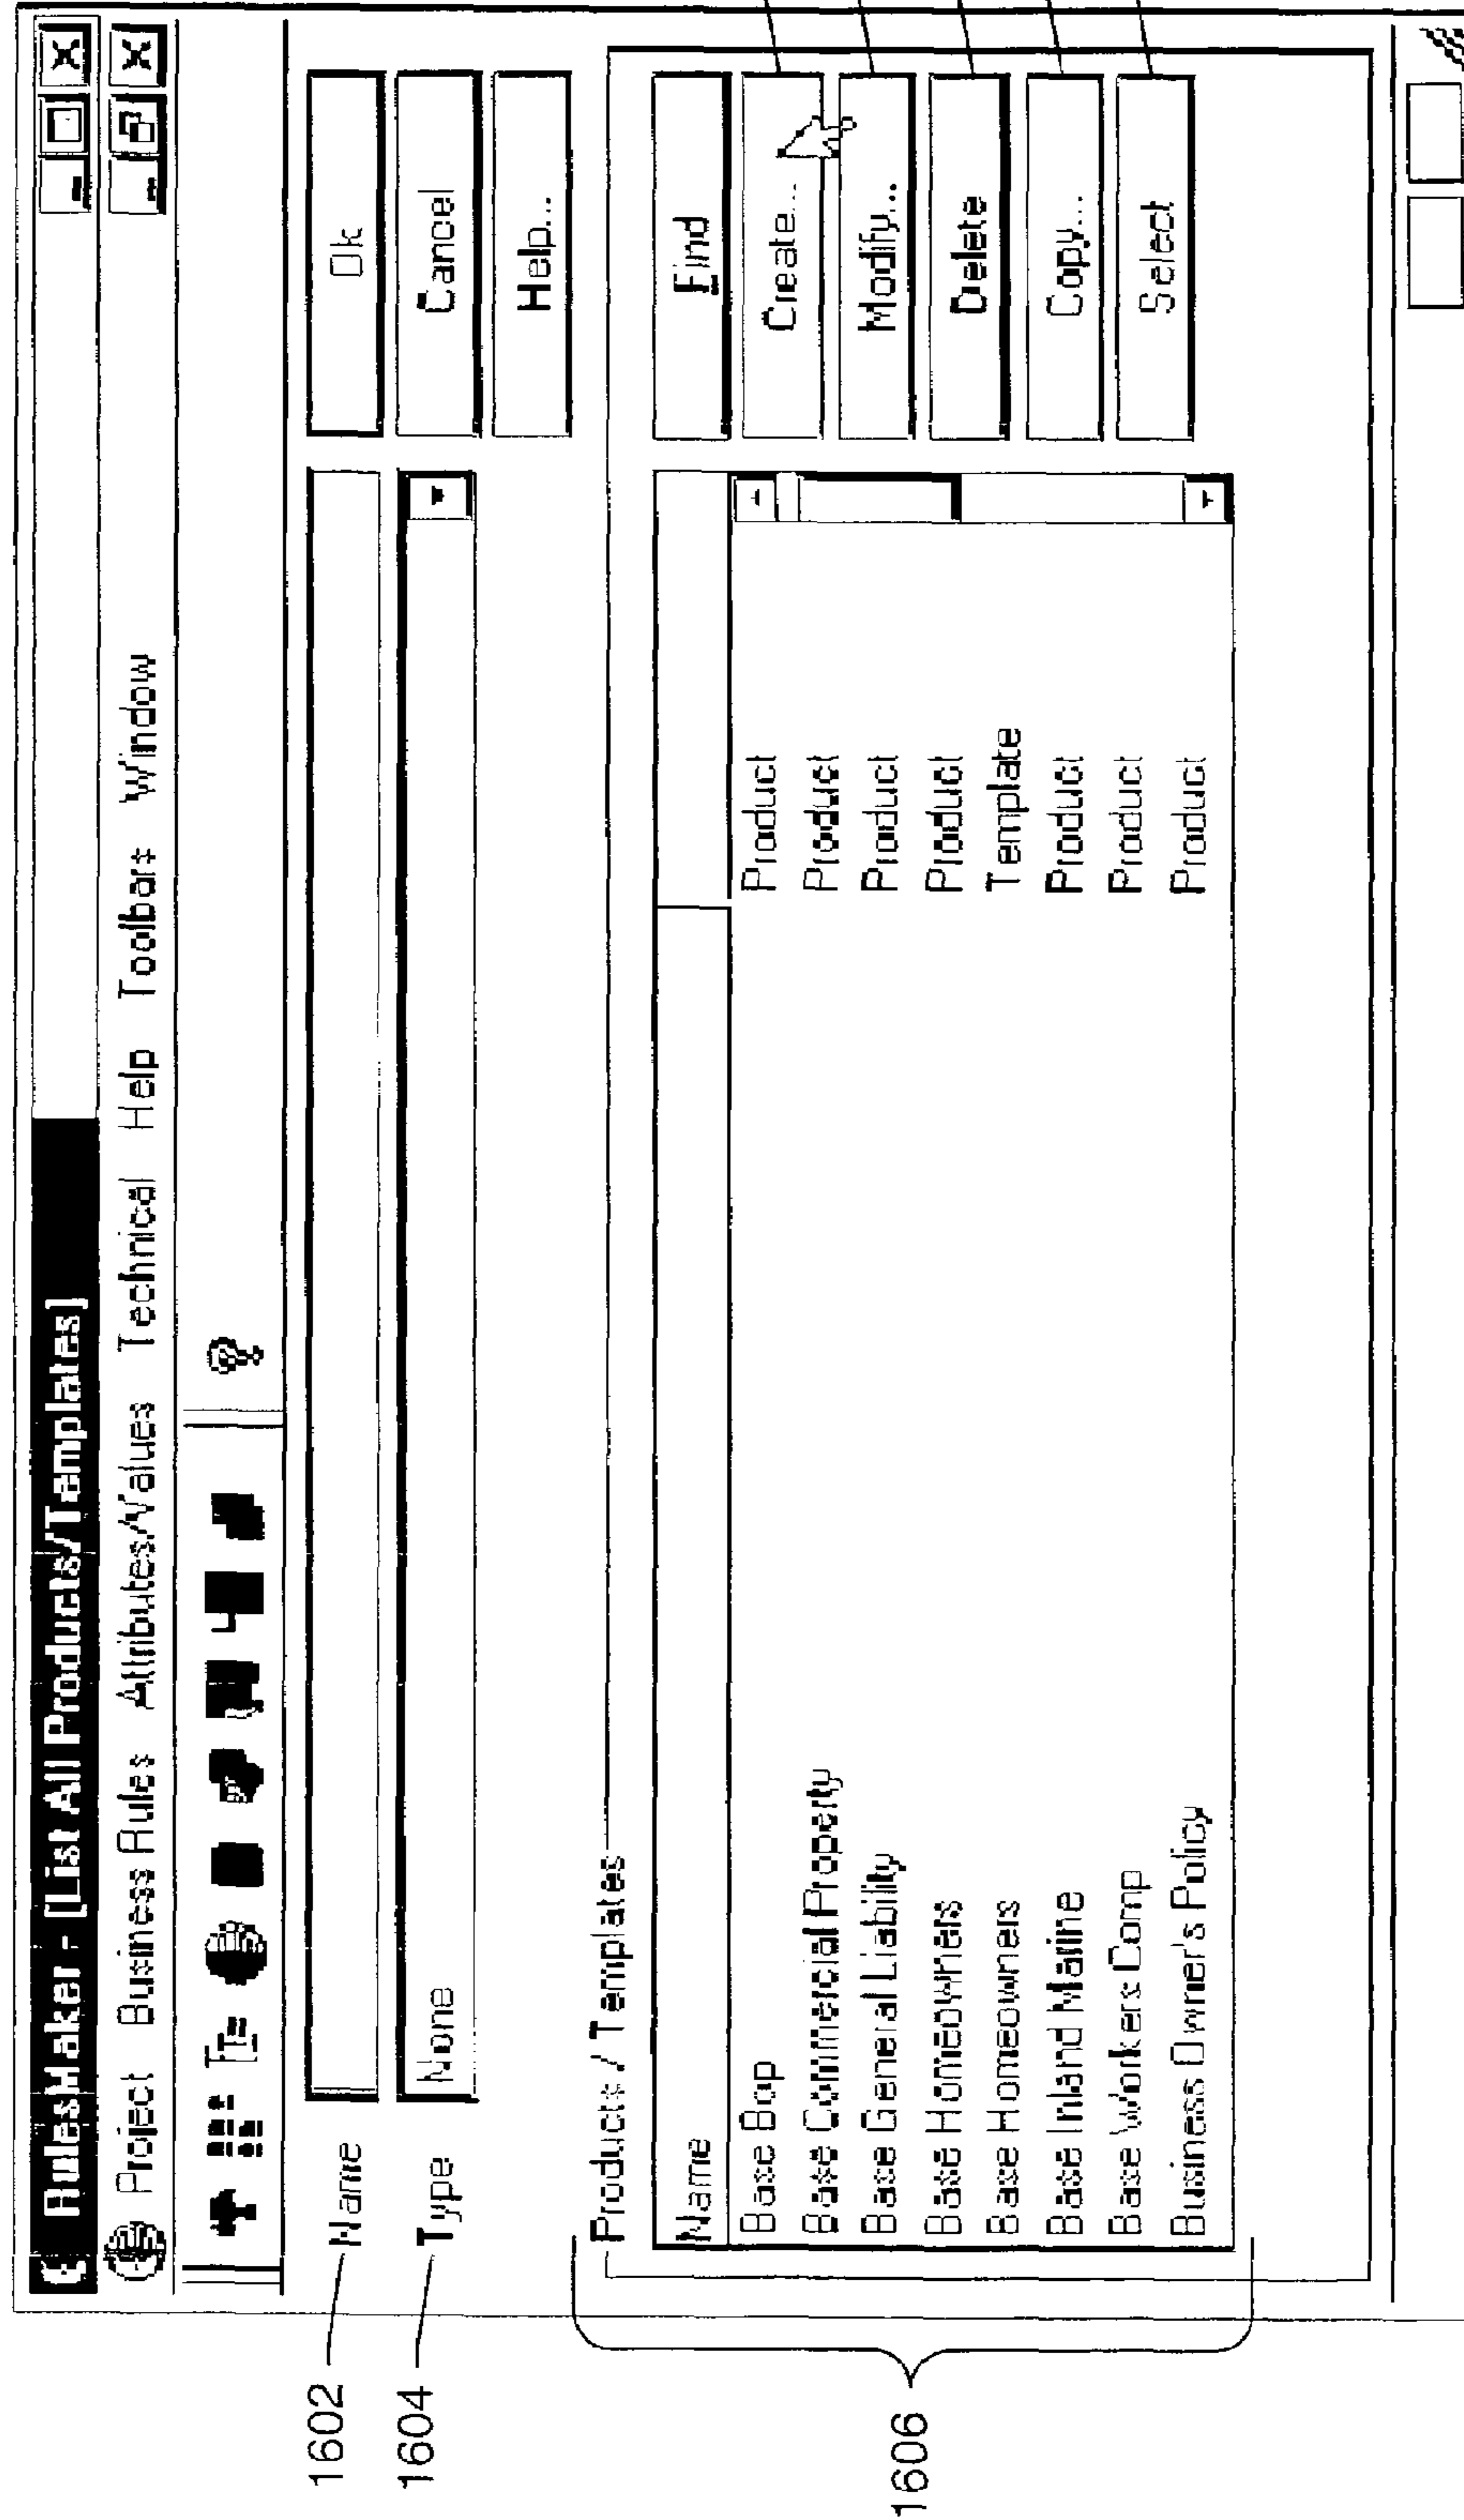 RulesMaker - [List All Products/Templates]
Project Business Rules Attributes/Values Technical Help Toolbars Window
?
1602 Name Ok
1604 Type None Cancel
Help...
Products / Templates
Name Find
Base Bop Product Create...
Base Commercial Property Product
Base General Liability Product Modify...
Base Homeowners Product Delete
Base Homeowners Template
Base Inland Marine Product Copy...
Base Workers Comp Product
Business Owner's Policy Product Select
1606